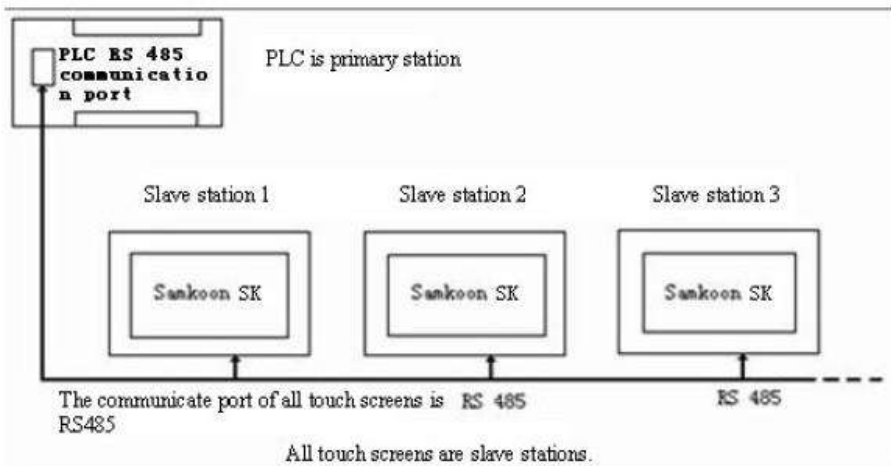 PLC RS 485
communicatio
n port
PLC is primary station
Slave station 1
Slave station 2
Slave station 3
Samkoon SK
Samkoon SK
Samkoon SK
The communicate port of all touch screens is
RS485
RS 485
RS 485
All touch screens are slave stations.